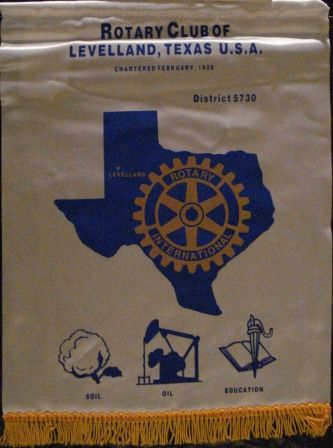 ROTARY CLUB OF
LEVELLAND, TEXAS U.S.A.
CHARTERED FEBRUARY, 1928
District 5730
LEVELLAND
ROTARY
INTERNATIONAL
SOIL
OIL
EDUCATION